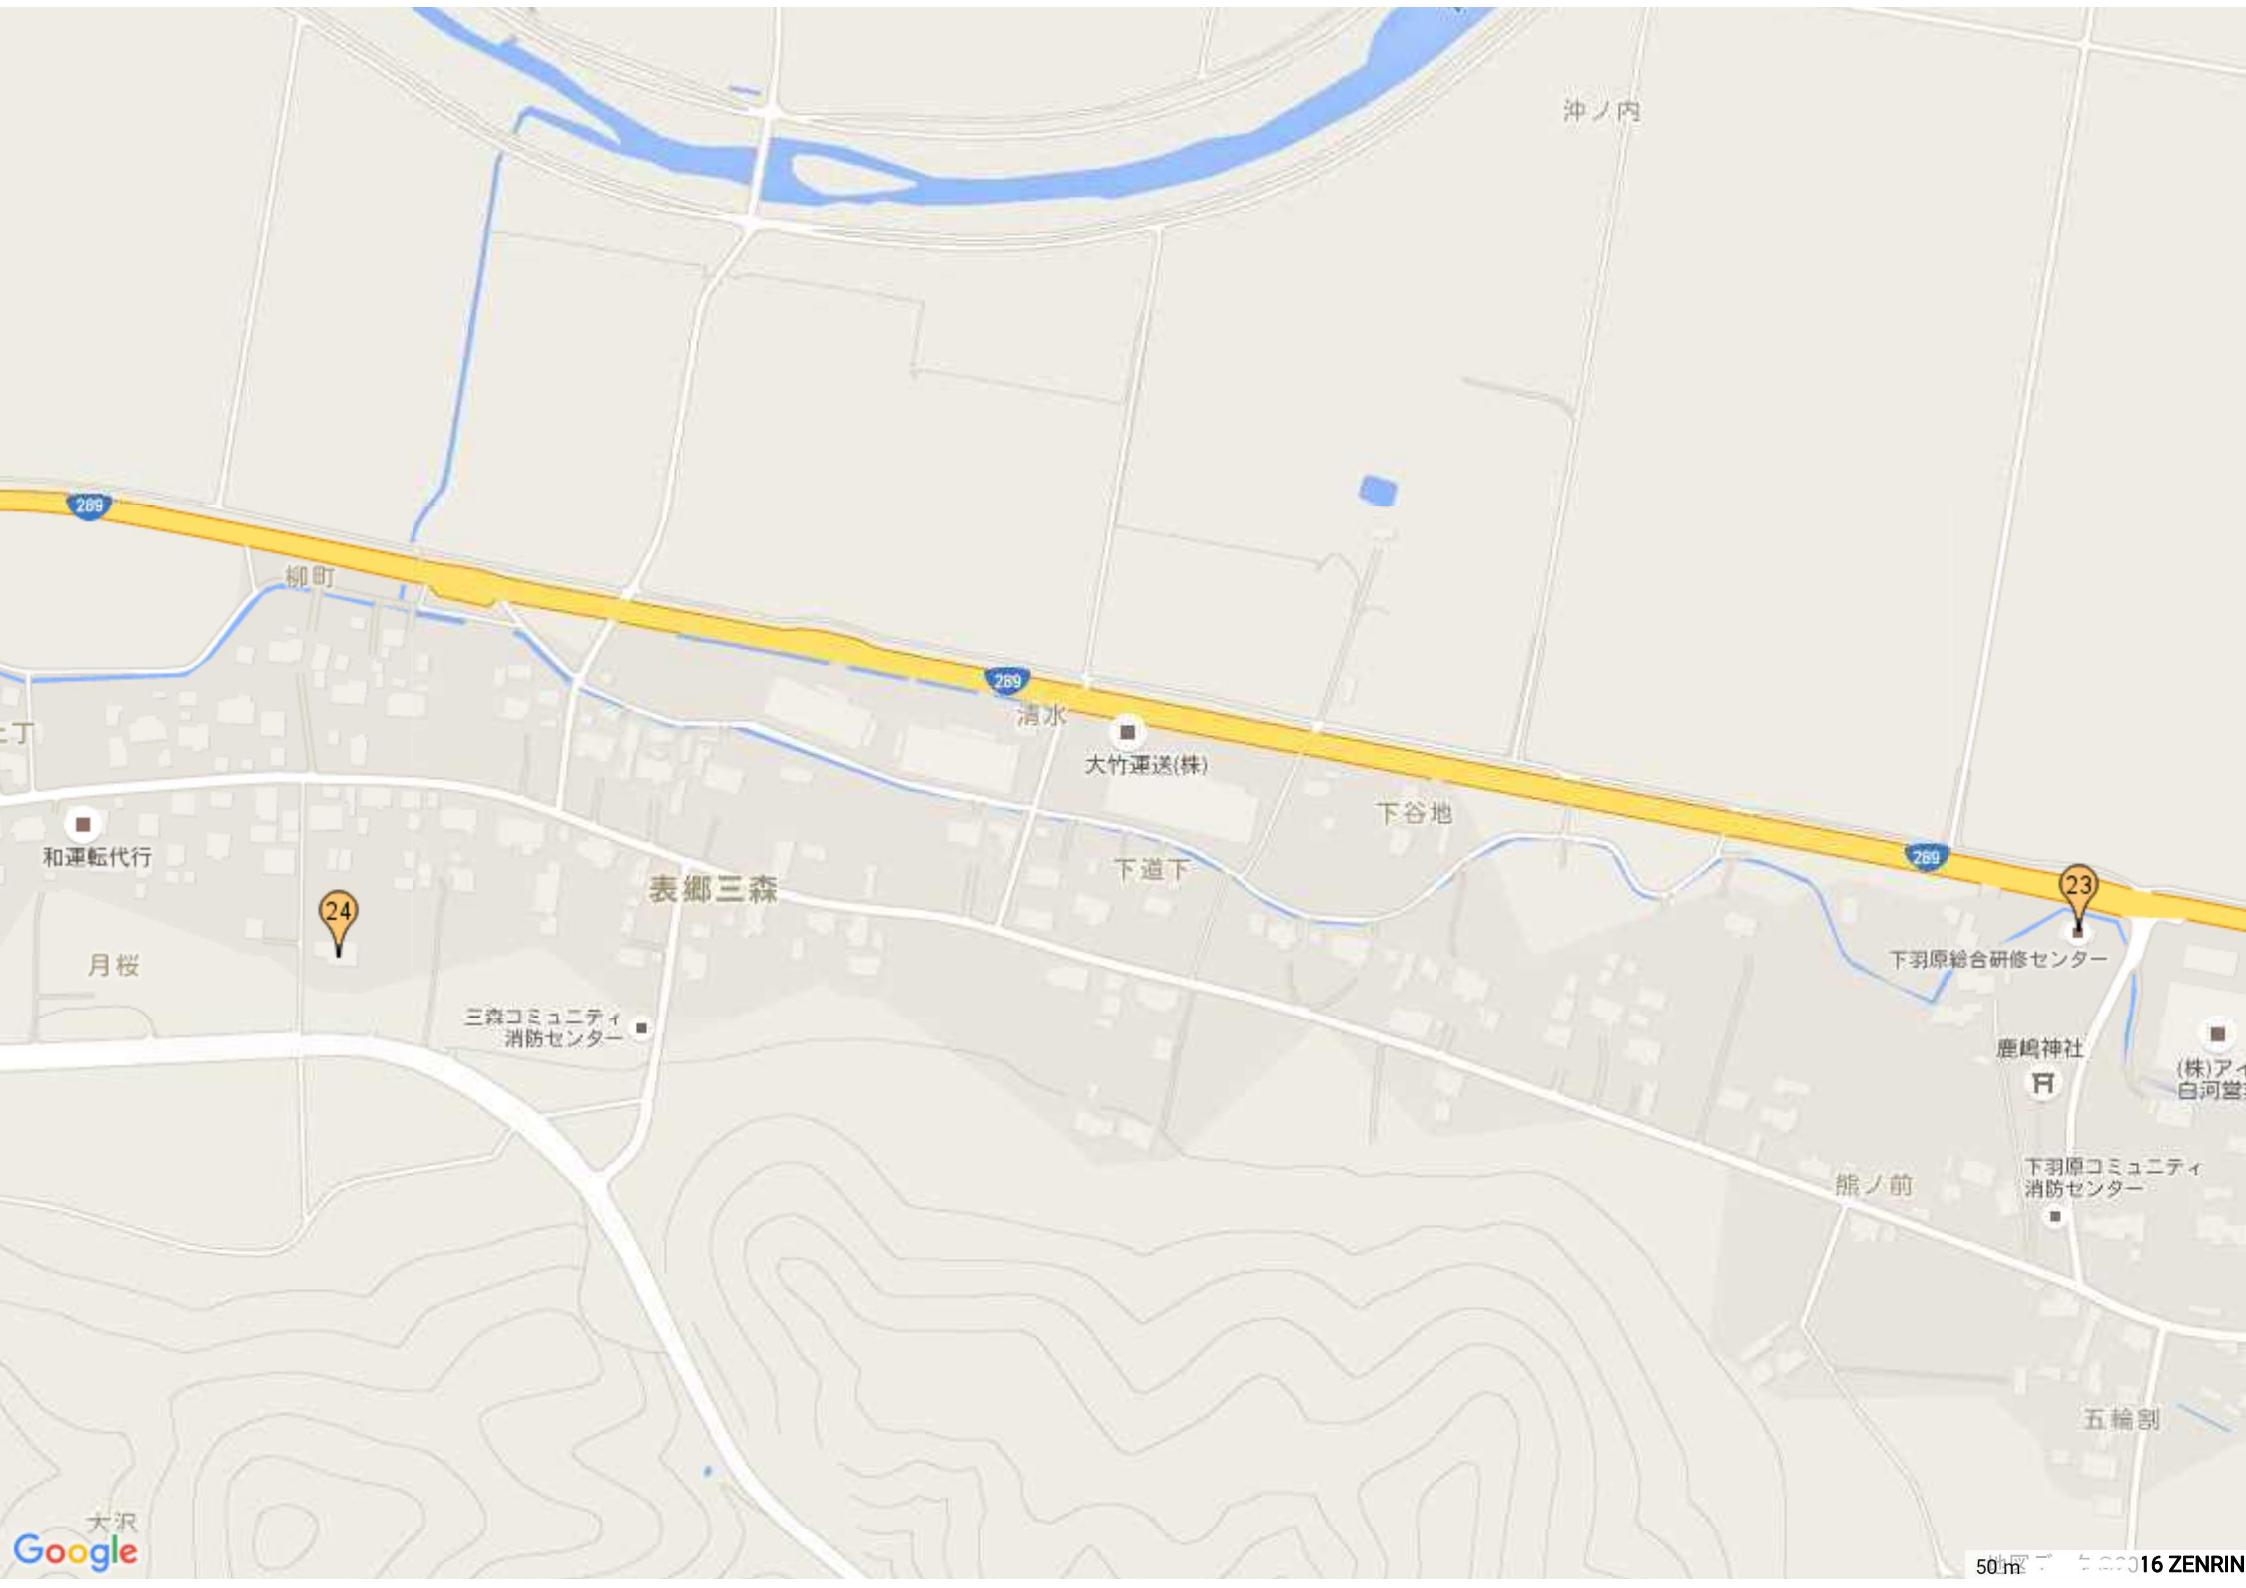 沖ノ内
289
柳町
289
清水
大竹運送(株)
下谷地
289
和運転代行
下道下
表郷三森
23
24
下羽原総合研修センター
月桜
三森コミュニティ
消防センター
鹿嶋神社
(株)アイ
白河営
下羽原コミュニティ
消防センター
熊ノ前
五輪割
大沢
Google
50 m
16 ZENRIN